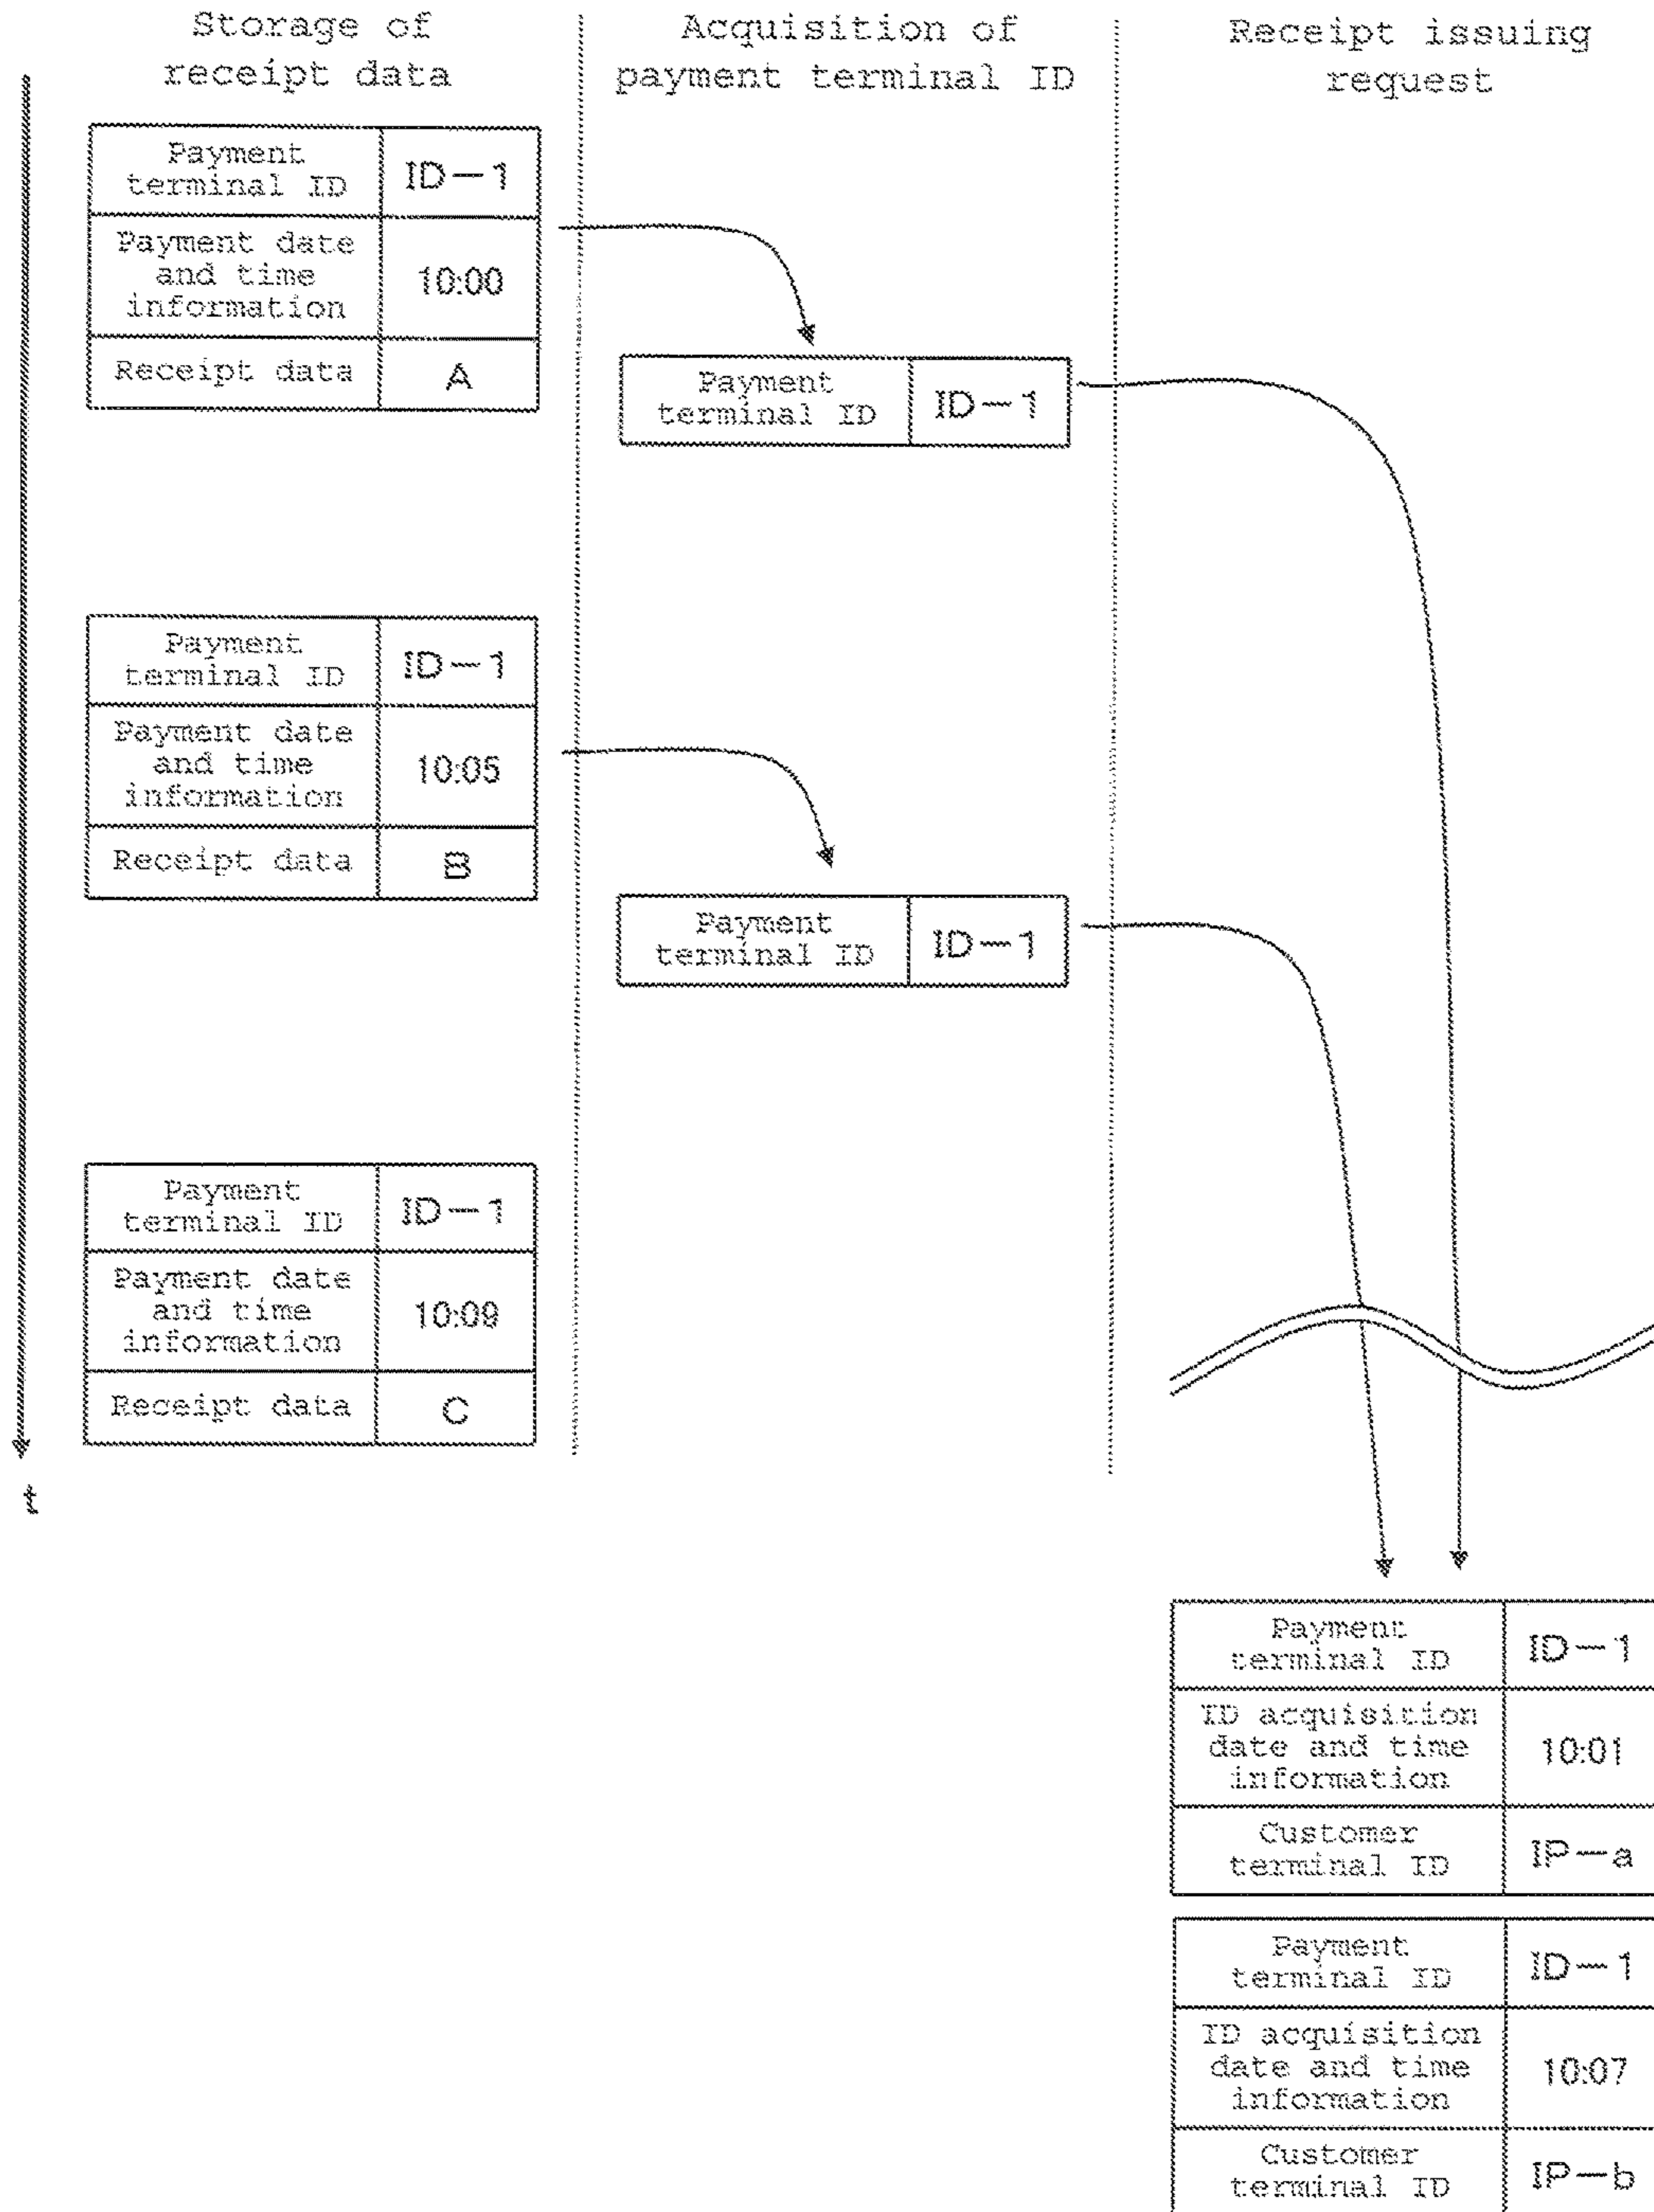 Storage of
receipt data
Acquisition of
payment terminal ID
Receipt issuing
request
Payment
terminal ID
ID—1
Payment date
and time
information
10:00
Receipt data
A
Payment
terminal ID
ID—1
Payment
terminal ID
ID—1
Payment date
and time
information
10:05
Receipt data
B
Payment
terminal ID
ID—1
Payment
terminal ID
ID—1
Payment date
and time
information
10:09
Receipt data
C
t
Payment
terminal ID
ID—1
ID acquisition
date and time
information
10:01
Customer
terminal ID
IP—a
Payment
terminal ID
ID—1
ID acquisition
date and time
information
10:07
Customer
terminal ID
IP—b